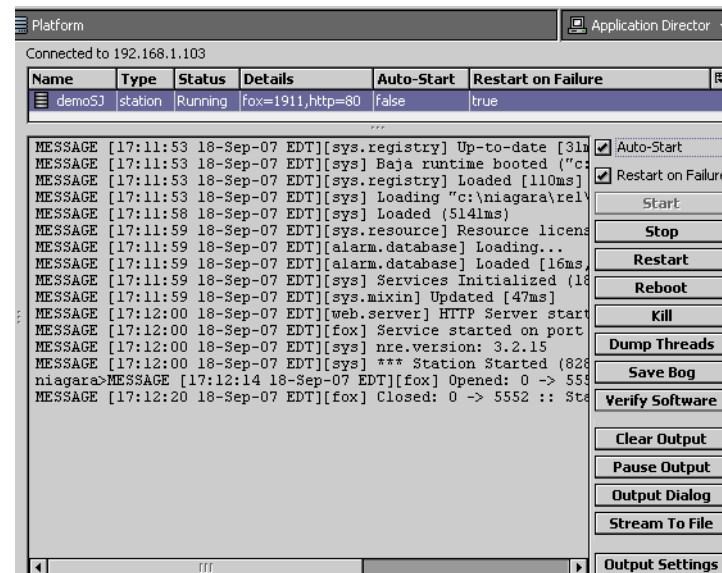 Platform
Application Director
Connected to 192.168.1.103
Name Type Status Details Auto-Start Restart on Failure
demoSJ station Running fox=1911,http=80 false true
MESSAGE [17:11:53 18-Sep-07 EDT][sys.registry] Up-to-date [31m
MESSAGE [17:11:53 18-Sep-07 EDT][sys] Baja runtime booted ("c:
MESSAGE [17:11:53 18-Sep-07 EDT][sys.registry] Loaded [110ms]
MESSAGE [17:11:53 18-Sep-07 EDT][sys] Loading "c:\niagara\rel\
MESSAGE [17:11:58 18-Sep-07 EDT][sys] Loaded (5141ms)
MESSAGE [17:11:59 18-Sep-07 EDT][sys.resource] Resource licens
MESSAGE [17:11:59 18-Sep-07 EDT][alarm.database] Loading...
MESSAGE [17:11:59 18-Sep-07 EDT][alarm.database] Loaded [16ms,
MESSAGE [17:11:59 18-Sep-07 EDT][sys] Services Initialized (18
MESSAGE [17:11:59 18-Sep-07 EDT][sys.mixin] Updated [47ms]
MESSAGE [17:12:00 18-Sep-07 EDT][web.server] HTTP Server start
MESSAGE [17:12:00 18-Sep-07 EDT][fox] Service started on port
MESSAGE [17:12:00 18-Sep-07 EDT][sys] nre.version: 3.2.15
MESSAGE [17:12:00 18-Sep-07 EDT][sys] *** Station Started (828
niagara>MESSAGE [17:12:14 18-Sep-07 EDT][fox] Opened: 0 -> 555
MESSAGE [17:12:20 18-Sep-07 EDT][fox] Closed: 0 -> 5552 :: Sta
Auto-Start
Restart on Failure
Start
Stop
Restart
Reboot
Kill
Dump Threads
Save Bog
Verify Software
Clear Output
Pause Output
Output Dialog
Stream To File
Output Settings